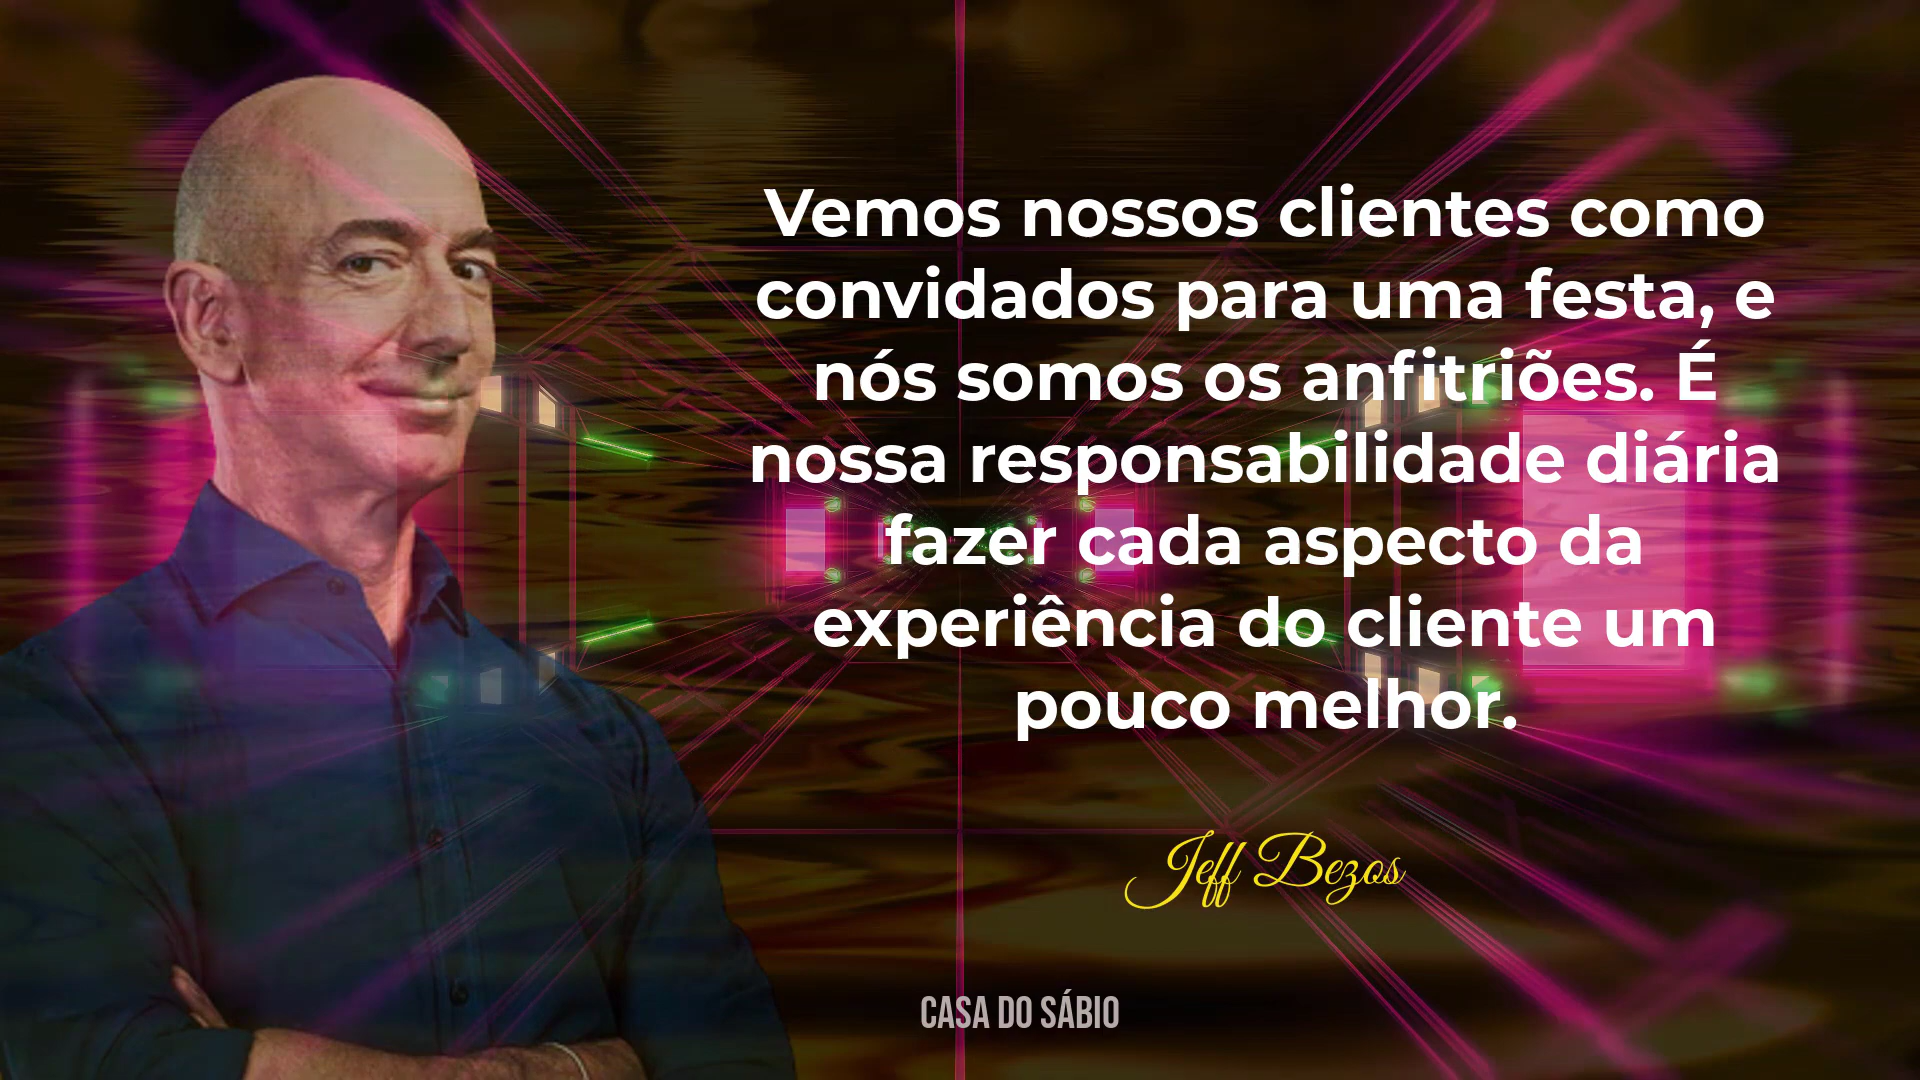 Vemos nossos clientes como
convidados para uma festa, e
nós somos os anfitriões. É
nossa responsabilidade diária
fazer cada aspecto da
experiência do cliente um
pouco melhor.
Jeff Bezos
CASA DO SÁBIO